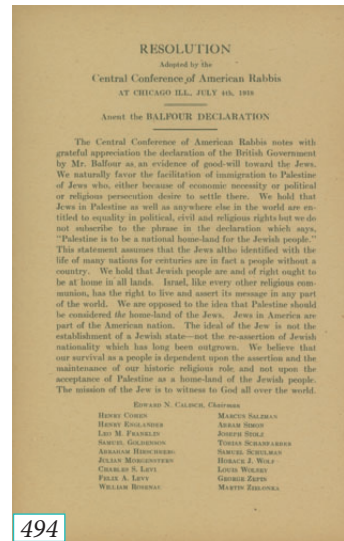 RESOLUTION
Adopted by the
Central Conference of American Rabbis
AT CHICAGO ILL., JULY 4th, 1918
Anent the BALFOUR DECLARATION
The Central Conference of American Rabbis notes with
grateful appreciation the declaration of the British Government
by Mr. Balfour as an evidence of good-will toward the Jews.
We naturally favor the facilitation of immigration to Palestine
of Jews who, either because of economic necessity or political
or religious persecution desire to settle there. We hold that
Jews in Palestine as well as anywhere else in the world are en-
titled to equality in political, civil and religious rights but we do
not subscribe to the phrase in the declaration which says,
"Palestine is to be a national home-land for the Jewish people."
This statement assumes that the Jews altho identified with the
life of many nations for centuries are in fact a people without a
country. We hold that Jewish people are and of right ought to
be at home in all lands. Israel, like every other religious com-
munion, has the right to live and assert its message in any part
of the world. We are opposed to the idea that Palestine should
be considered the home-land of the Jews. Jews in America are
part of the American nation. The ideal of the Jew is not the
establishment of a Jewish state—not the re-assertion of Jewish
nationality which has long been outgrown. We believe that
our survival as a people is dependent upon the assertion and the
maintenance of our historic religious role and not upon the
acceptance of Palestine as a home-land of the Jewish people.
The mission of the Jew is to witness to God all over the world.
EDWARD N. CALISCH, Chairman
HENRY COHEN
HENRY ENGLANDER
LEO M. FRANKLIN
SAMUEL GOLDENSON
ABRAHAM HIRSCHBERG
JULIAN MORGENSTERN
CHARLES S. LEVI
FELIX A. LEVY
WILLIAM ROSENAU
MARCUS SALZMAN
ABRAM SIMON
JOSEPH STOLZ
TOBIAS SCHANFARBER
SAMUEL SCHULMAN
HORACE J. WOLF
LOUIS WOLSEY
GEORGE ZEPIN
MARTIN ZIELONKA
494